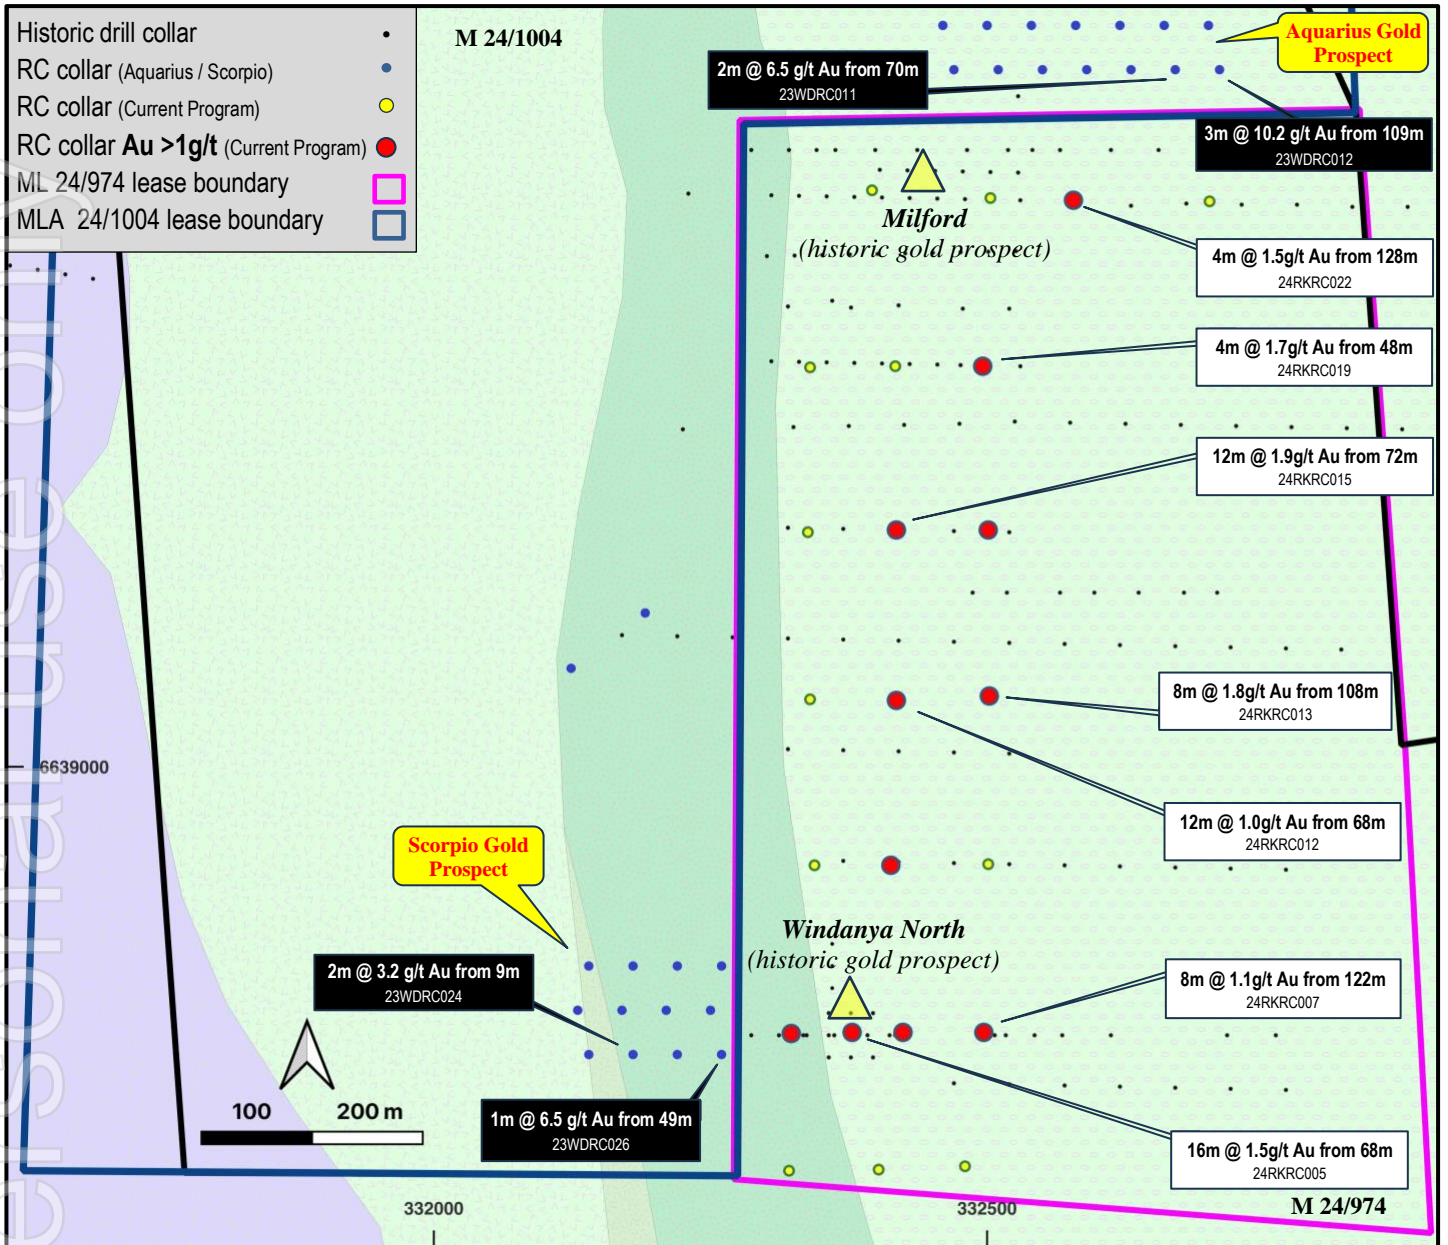 Historic drill collar
RC collar (Aquarius / Scorpio)
RC collar (Current Program)
RC collar Au >1g/t (Current Program)
ML 24/974 lease boundary
MLA 24/1004 lease boundary
M 24/1004
Aquarius Gold
Prospect
2m @ 6.5 g/t Au from 70m
23WDRC011
3m @ 10.2 g/t Au from 109m
23WDRC012
Milford
(historic gold prospect)
4m @ 1.5g/t Au from 128m
24RKRC022
4m @ 1.7g/t Au from 48m
24RKRC019
12m @ 1.9g/t Au from 72m
24RKRC015
8m @ 1.8g/t Au from 108m
24RKRC013
6639000
12m @ 1.0g/t Au from 68m
24RKRC012
Scorpio Gold
Prospect
Windanya North
(historic gold prospect)
2m @ 3.2 g/t Au from 9m
23WDRC024
8m @ 1.1g/t Au from 122m
24RKRC007
100 200 m
1m @ 6.5 g/t Au from 49m
23WDRC026
16m @ 1.5g/t Au from 68m
24RKRC005
332000
332500
M 24/974
ersonal use only